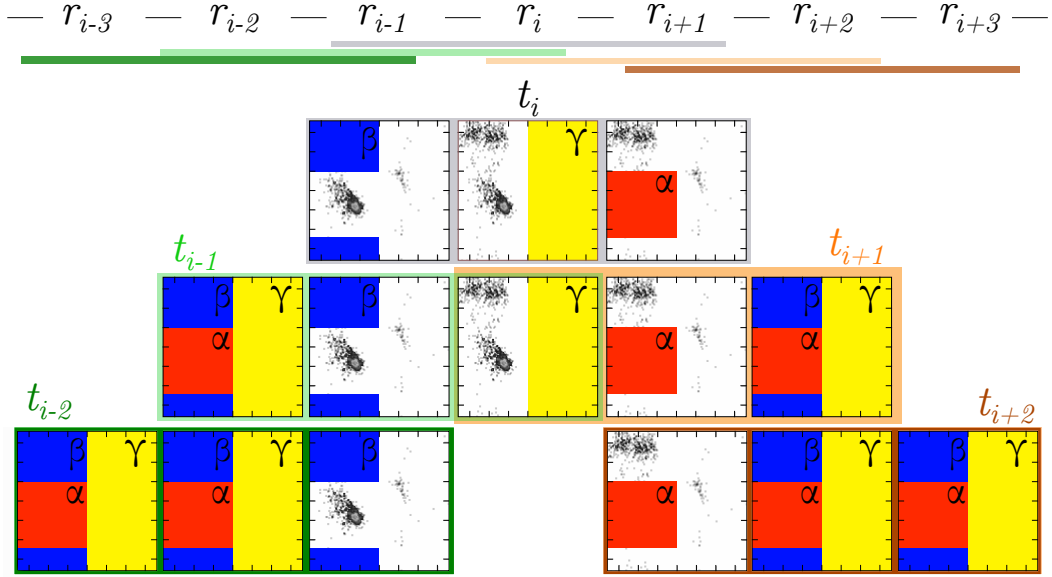 — r_{i-3} — r_{i-2} — r_{i-1} — r_i — r_{i+1} — r_{i+2} — r_{i+3} —
t_i
β γ α
t_{i-1} t_{i+1}
β γ β γ α β γ
α α
t_{i-2} t_{i+2}
β γ β γ β α β γ β γ
α α α α